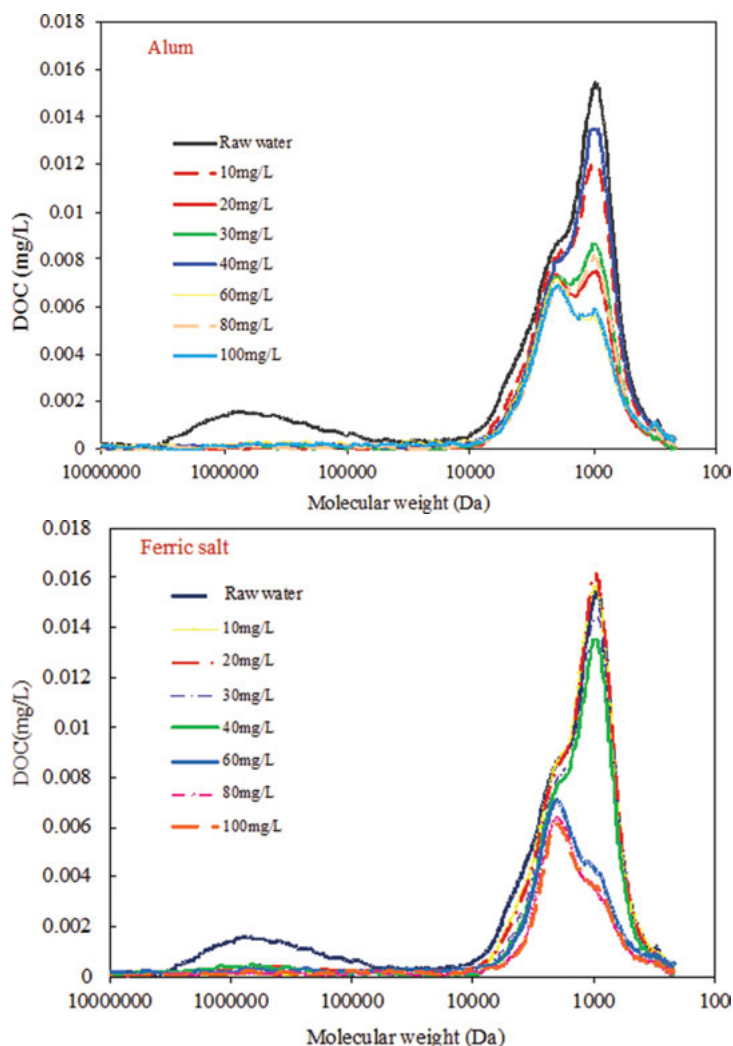 0.018
Alum
0.016
0.014
Raw water
0.012
10mg/L
20mg/L
0.01
30mg/L
0.008
40mg/L
60mg/L
0.006
80mg/L
0.004
100mg/L
0.002
0
DOC (mg/L)
10000000 1000000 100000 10000 1000 100
Molecular weight (Da)
0.018
Ferric salt
0.016
Raw water
0.014
10mg/L
0.012
20mg/L
0.01
30mg/L
40mg/L
0.008
60mg/L
0.006
80mg/L
0.004
100mg/L
0.002
0
DOC(mg/L)
10000000 1000000 100000 10000 1000 100
Molecular weight (Da)